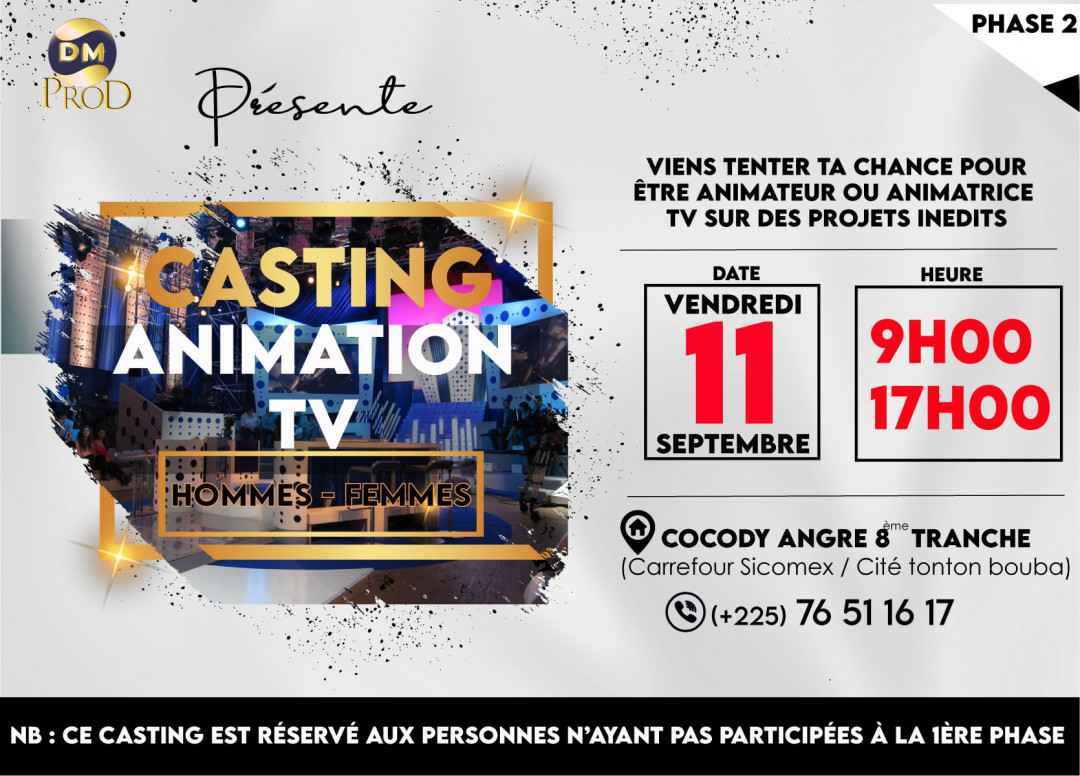 PHASE 2
DM
PROD
Présente
VIENS TENTER TA CHANCE POUR
ÊTRE ANIMATEUR OU ANIMATRICE
TV SUR DES PROJETS INEDITS
CASTING
ANIMATION
TV
HOMMES - FEMMES
DATE
VENDREDI
11
SEPTEMBRE
HEURE
9H00
17H00
COCODY ANGRE 8ème TRANCHE
(Carrefour Sicomex / Cité tonton bouba)
(+225) 76 51 16 17
NB : CE CASTING EST RÉSERVÉ AUX PERSONNES N'AYANT PAS PARTICIPÉES À LA 1ÈRE PHASE